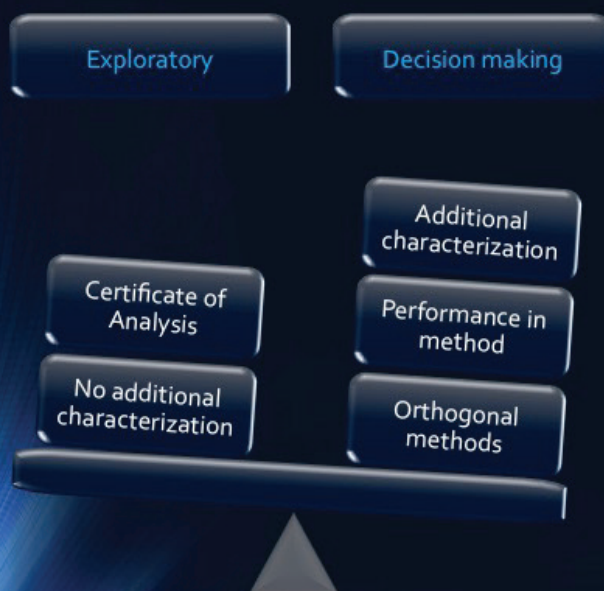 Exploratory
Decision making
Certificate of
Analysis
No additional
characterization
Additional
characterization
Performance in
method
Orthogonal
methods